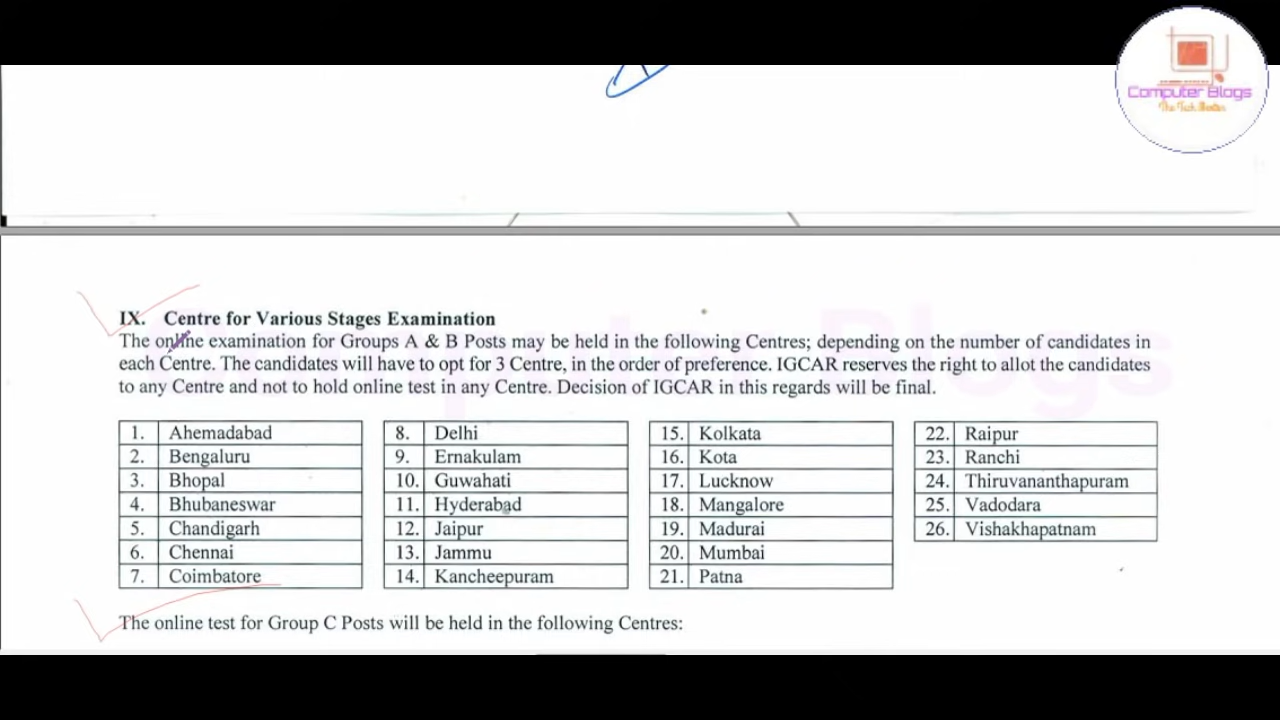 Computer Blogs
The Tech Master
IX. Centre for Various Stages Examination
The online examination for Groups A & B Posts may be held in the following Centres; depending on the number of candidates in
each Centre. The candidates will have to opt for 3 Centre, in the order of preference. IGCAR reserves the right to allot the candidates
to any Centre and not to hold online test in any Centre. Decision of IGCAR in this regards will be final.
1. Ahemadabad
2. Bengaluru
3. Bhopal
4. Bhubaneswar
5. Chandigarh
6. Chennai
7. Coimbatore
8. Delhi
9. Ernakulam
10. Guwahati
11. Hyderabad
12. Jaipur
13. Jammu
14. Kancheepuram
15. Kolkata
16. Kota
17. Lucknow
18. Mangalore
19. Madurai
20. Mumbai
21. Patna
22. Raipur
23. Ranchi
24. Thiruvananthapuram
25. Vadodara
26. Vishakhapatnam
The online test for Group C Posts will be held in the following Centres: